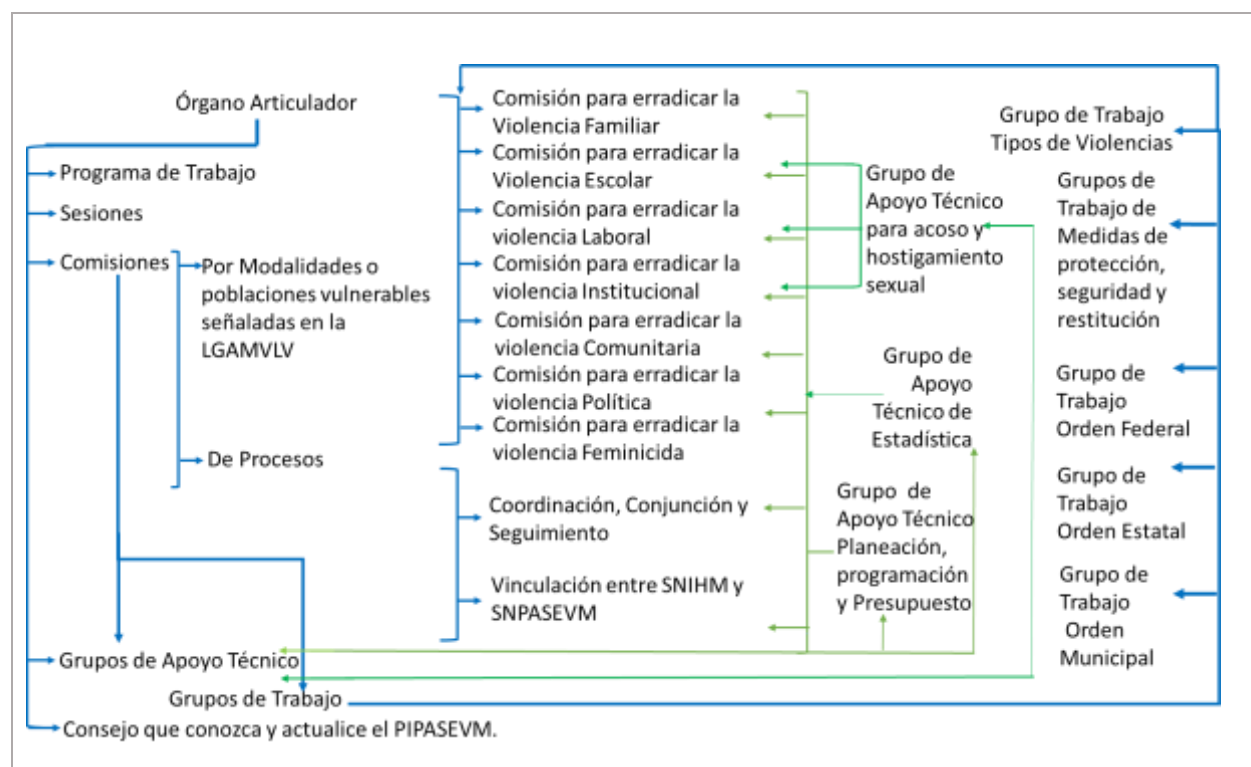 Órgano Articulador
Programa de Trabajo
Sesiones
Comisiones
Por Modalidades o
poblaciones vulnerables
señaladas en la
LGAMVLV
De Procesos
Grupos de Apoyo Técnico
Grupos de Trabajo
Consejo que conozca y actualice el PIPASEVM.
Comisión para erradicar la
Violencia Familiar
Comisión para erradicar la
Violencia Escolar
Comisión para erradicar la
violencia Laboral
Comisión para erradicar la
violencia Institucional
Comisión para erradicar la
violencia Comunitaria
Comisión para erradicar la
violencia Política
Comisión para erradicar la
violencia Feminicida
Coordinación, Conjunción y
Seguimiento
Vinculación entre SNIHM y
SNPASEVM
Grupo de
Apoyo Técnico
para acoso y
hostigamiento
sexual
Grupo de
Apoyo
Técnico de
Estadística
Grupo de
Apoyo Técnico
Planeación,
programación
y Presupuesto
Grupo de Trabajo
Tipos de Violencias
Grupos de
Trabajo de
Medidas de
protección,
seguridad y
restitución
Grupo de
Trabajo
Orden Federal
Grupo de
Trabajo
Orden Estatal
Grupo de
Trabajo
Orden
Municipal